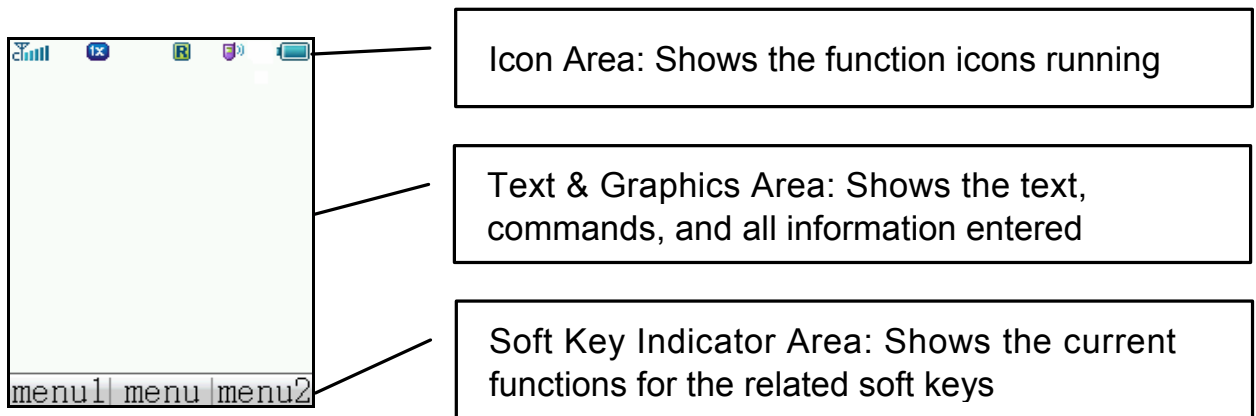 1X R
Icon Area: Shows the function icons running
Text & Graphics Area: Shows the text,
commands, and all information entered
Soft Key Indicator Area: Shows the current
functions for the related soft keys
menu1 menu menu2